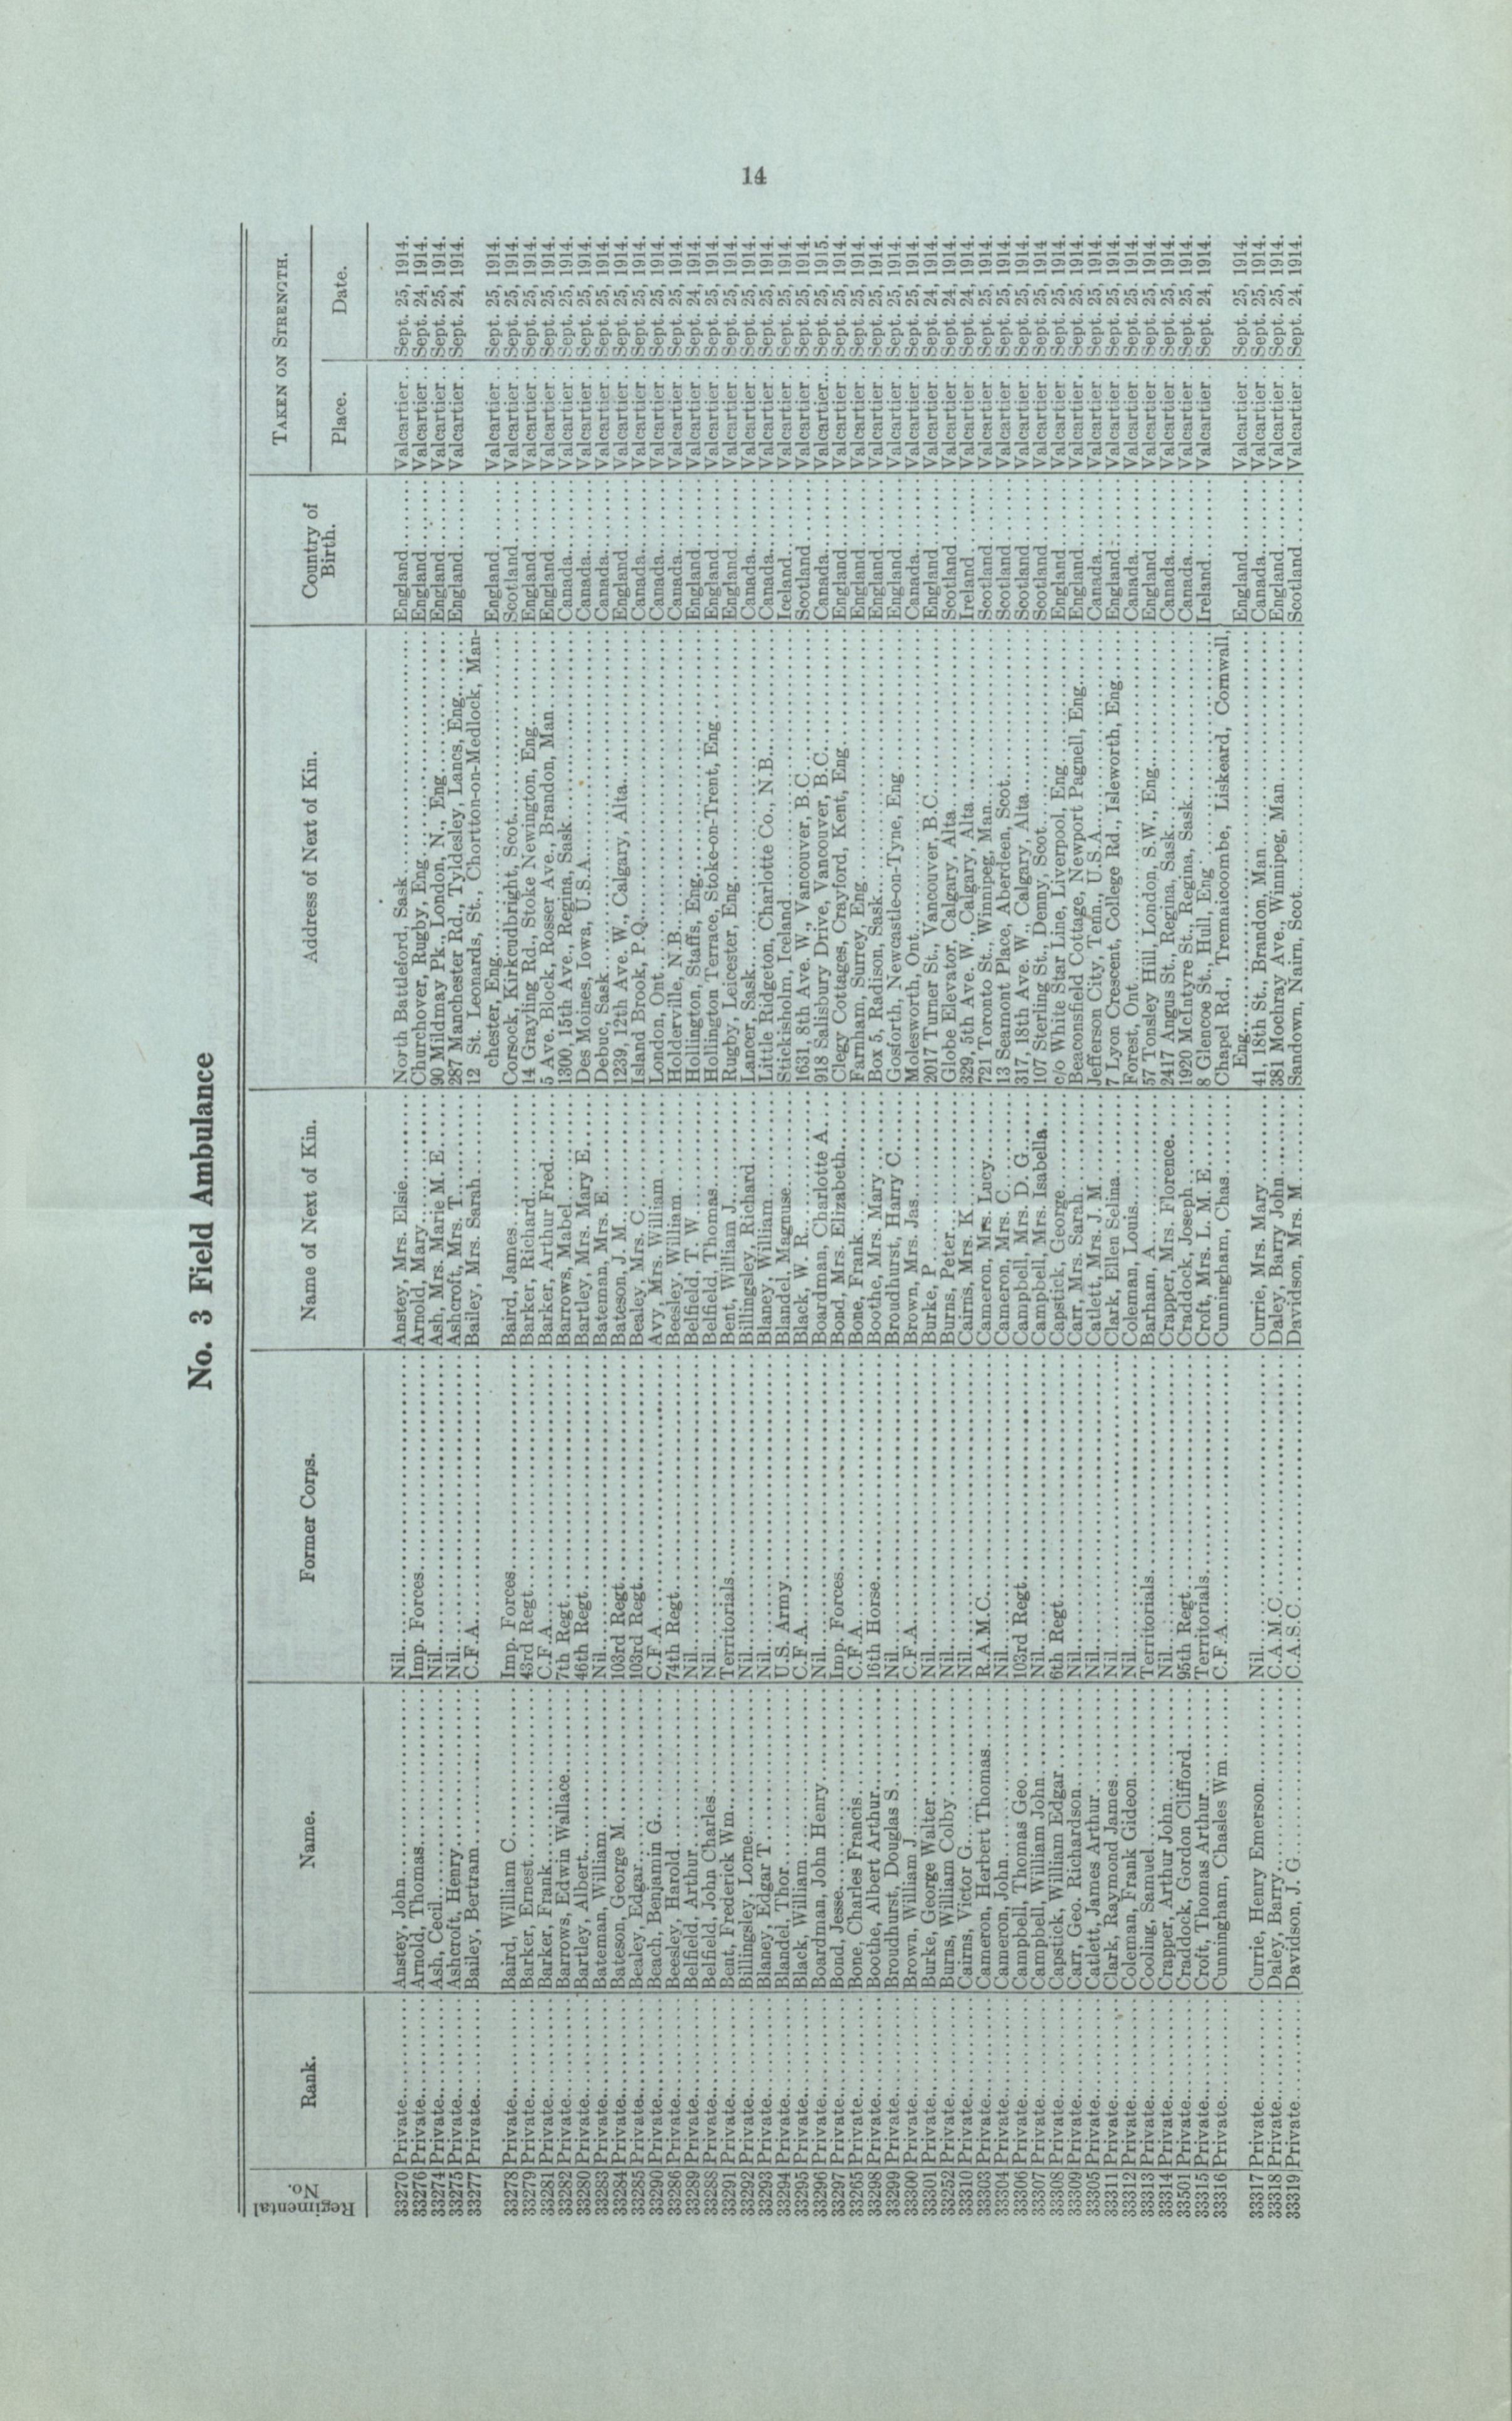 14
No. 3 Field Ambulance
Regimental No. Rank. Name. Former Corps. Name of Next of Kin. Address of Next of Kin. Country of Birth. TAKEN ON STRENGTH.
Place. Date.
33270 Private Anstey, John Nil Anstey, Mrs. Elsie North Battleford, Sask England Valcartier Sept. 25, 1914.
33276 Private Arnold, Thomas Imp. Forces Arnold, Mary Churchover, Rugby, Eng England Valcartier Sept. 24, 1914.
33274 Private Ash, Cecil Nil Ash, Mrs. Marie M. E 90 Mildmay Pk., London, N., Eng England Valcartier Sept. 25, 1914.
33275 Private Ashcroft, Henry Nil Ashcroft, Mrs. T 287 Manchester Rd., Tyldesley, Lancs, Eng England Valcartier Sept. 24, 1914.
33277 Private Bailey, Bertram C.F.A Bailey, Mrs. Sarah 12 St. Leonards, St., Chortton-on-Medlock, Man-
chester, Eng England Valcartier Sept. 25, 1914.
33278 Private Baird, William C Imp. Forces Baird, James Corsock, Kirkcudbright, Scot Scotland Valcartier Sept. 25, 1914.
33279 Private Barker, Ernest 43rd Regt Barker, Richard 14 Grayling Rd., Stoke Newington, Eng England Valcartier Sept. 25, 1914.
33281 Private Barker, Frank C.F.A Barker, Arthur Fred 5 Ave. Block, Rosser Ave., Brandon, Man England Valcartier Sept. 25, 1914.
33282 Private Barrows, Edwin Wallace 7th Regt Barrows, Mabel 1300, 15th Ave., Regina, Sask Canada Valcartier Sept. 25, 1914.
33280 Private Bartley, Albert 46th Regt Bartley, Mrs. Mary E Des Moines, Iowa, U.S.A Canada Valcartier Sept. 25, 1914.
33283 Private Bateman, William Nil Bateman, Mrs. E Debuc, Sask Canada Valcartier Sept. 25, 1914.
33284 Private Bateson, George M 103rd Regt Bateson, J. M 1239, 12th Ave. W., Calgary, Alta England Valcartier Sept. 25, 1914.
33285 Private Bealey, Edgar 103rd Regt Bealey, Mrs. C Island Brook, P.Q Canada Valcartier Sept. 25, 1914.
33290 Private Beach, Benjamin G C.F.A Avy, Mrs. William London, Ont Canada Valcartier Sept. 25, 1914.
33286 Private Beesley, Harold 74th Regt Beesley, William Holderville, N.B Canada Valcartier Sept. 25, 1914.
33289 Private Belfield, Arthur Nil Belfield, T. W Hollington, Staffs, Eng England Valcartier Sept. 24, 1914.
33288 Private Belfield, John Charles Nil Belfield, Thomas Hollington Terrace, Stoke-on-Trent, Eng England Valcartier Sept. 25, 1914.
33291 Private Bent, Frederick Wm Territorials Bent, William J Rugby, Leicester, Eng England Valcartier Sept. 25, 1914.
33292 Private Billingsley, Lorne Nil Billingsley, Richard Lancer, Sask Canada Valcartier Sept. 25, 1914.
33293 Private Blaney, Edgar T Nil Blaney, William Little Ridgeton, Charlotte Co., N.B Canada Valcartier Sept. 25, 1914.
33294 Private Blandel, Thor U.S. Army Blandel, Magnuse Stickisholm, Iceland Iceland Valcartier Sept. 25, 1914.
33295 Private Black, William C.F.A Black, W. R 1631, 8th Ave. W., Vancouver, B.C Scotland Valcartier Sept. 25, 1914.
33296 Private Boardman, John Henry Nil Boardman, Charlotte A 918 Salisbury Drive, Vancouver, B.C Canada Valcartier Sept. 25, 1915.
33297 Private Bond, Jesse Imp. Forces Bond, Mrs. Elizabeth Clegy Cottages, Crayford, Kent, Eng England Valcartier Sept. 25, 1914.
33265 Private Bone, Charles Francis C.F.A Bone, Frank Farnham, Surrey, Eng England Valcartier Sept. 25, 1914.
33298 Private Boothe, Albert Arthur 16th Horse Boothe, Mrs. Mary Box 5, Radison, Sask England Valcartier Sept. 25, 1914.
33299 Private Broudhurst, Douglas S Nil Broudhurst, Harry C Gosforth, Newcastle-on-Tyne, Eng England Valcartier Sept. 25, 1914.
33300 Private Brown, William J C.F.A Brown, Mrs. Jas Molesworth, Ont Canada Valcartier Sept. 25, 1914.
33301 Private Burke, George Walter Nil Burke, P 2017 Turner St., Vancouver, B.C England Valcartier Sept. 24, 1914.
33252 Private Burns, William Colby Nil Burns, Peter Globe Elevator, Calgary, Alta Scotland Valcartier Sept. 24, 1914.
33310 Private Cairns, Victor G Nil Cairns, Mrs. K 329, 5th Ave. W., Calgary, Alta Ireland Valcartier Sept. 24, 1914.
33303 Private Cameron, Herbert Thomas R.A.M.C Cameron, Mrs. Lucy 721 Toronto St., Winnipeg, Man Scotland Valcartier Sept. 25, 1914.
33304 Private Cameron, John Nil Cameron, Mrs. C 13 Seamont Place, Aberdeen, Scot Scotland Valcartier Sept. 25, 1914.
33306 Private Campbell, Thomas Geo 103rd Regt Campbell, Mrs. D. G 317, 18th Ave. W., Calgary, Alta Scotland Valcartier Sept. 25, 1914.
33307 Private Campbell, William John Nil Campbell, Mrs. Isabella 107 Sterling St., Denny, Scot Scotland Valcartier Sept. 25, 1914
33308 Private Capstick, William Edgar 6th Regt Capstick, George c/o White Star Line, Liverpool, Eng England Valcartier Sept. 25, 1914.
33309 Private Carr, Geo. Richardson Nil Carr, Mrs. Sarah Beaconsfield Cottage, Newport Pagnell, Eng England Valcartier Sept. 25, 1914.
33305 Private Catlett, James Arthur Nil Catlett, Mrs. J. M Jefferson City, Tenn., U.S.A Canada Valcartier Sept. 25, 1914.
33311 Private Clark, Raymond James Nil Clark, Ellen Selina 7 Lyon Crescent, College Rd., Isleworth, Eng England Valcartier Sept. 24, 1914.
33312 Private Coleman, Frank Gideon Nil Coleman, Louis Forest, Ont Canada Valcartier Sept. 25, 1914.
33313 Private Cooling, Samuel Territorials Barham, A 57 Tonsley Hill, London, S.W., Eng England Valcartier Sept. 25, 1914.
33314 Private Crapper, Arthur John Nil Crapper, Mrs. Florence 2417 Angus St., Regina, Sask Canada Valcartier Sept. 25, 1914.
33501 Private Craddock, Gordon Clifford 95th Regt Craddock, Joseph 1920 McIntyre St., Regina, Sask Canada Valcartier Sept. 25, 1914.
33315 Private Croft, Thomas Arthur Territorials Croft, Mrs. L. M. E 8 Glencoe St., Hull, Eng Ireland Valcartier Sept. 24, 1914.
33316 Private Cunningham, Chasles Wm C.F.A Cunningham, Chas Chapel Rd., Tremaicoombe, Liskeard, Cornwall,
Eng England Valcartier Sept. 25, 1914.
33317 Private Currie, Henry Emerson Nil Currie, Mrs. Mary 41, 18th St., Brandon, Man Canada Valcartier Sept. 25, 1914.
33318 Private Daley, Barry C.A.M.C Daley, Barry John 381 Mochray Ave., Winnipeg, Man England Valcartier Sept. 25, 1914.
33319 Private Davidson, J. G C.A.S.C Davidson, Mrs. M Sandown, Nairn, Scot Scotland Valcartier Sept. 24, 1914.